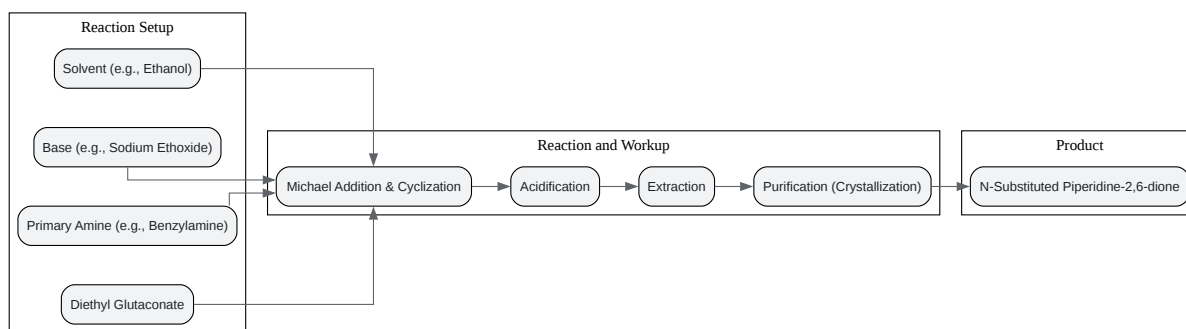 Reaction Setup
Solvent (e.g., Ethanol)
Base (e.g., Sodium Ethoxide)
Primary Amine (e.g., Benzylamine)
Diethyl Glutaconate
Reaction and Workup
Michael Addition & Cyclization
Acidification
Extraction
Purification (Crystallization)
Product
N-Substituted Piperidine-2,6-dione